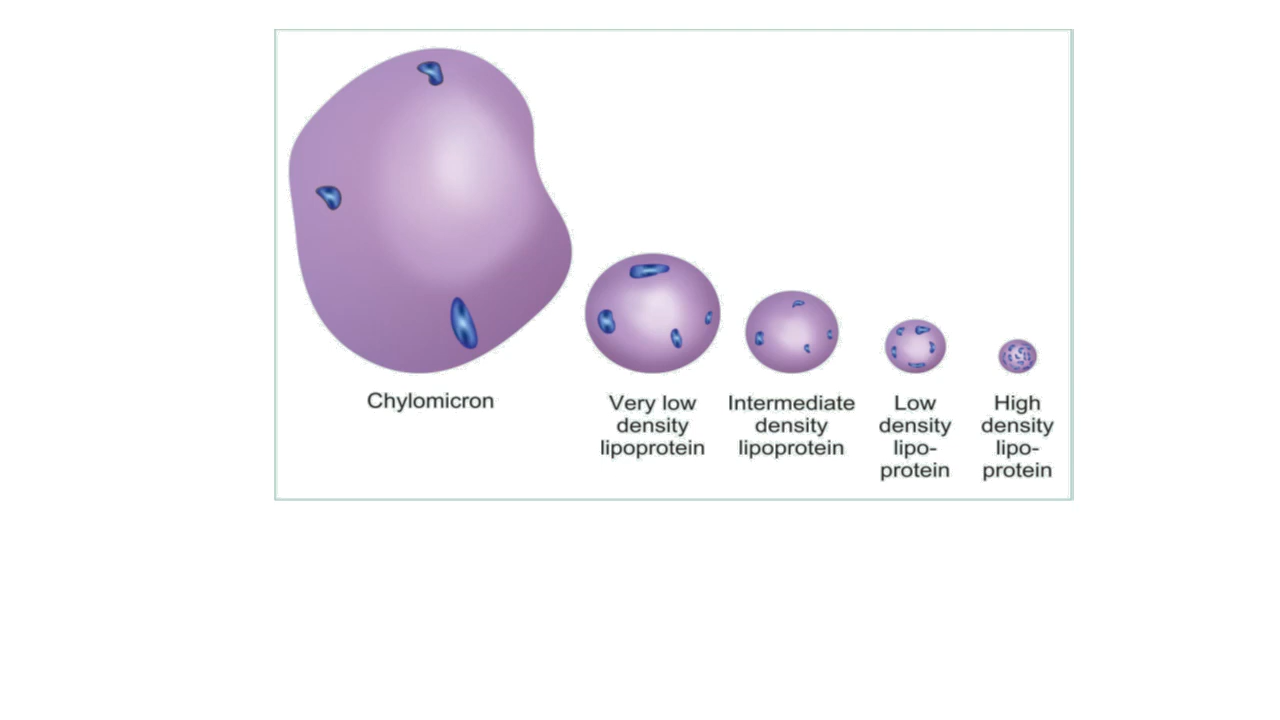 Chylomicron
Very low
density
lipoprotein
Intermediate
density
lipoprotein
Low
density
lipo-
protein
High
density
lipo-
protein